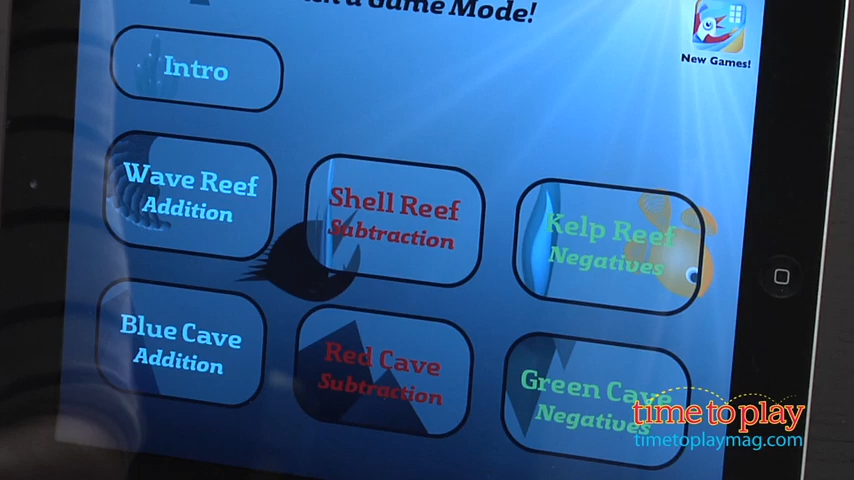 a Game Mode!
New Games!
Intro
Wave Reef
Addition
Shell Reef
Subtraction
Kelp Reef
Negatives
Blue Cave
Addition
Red Cave
Subtraction
Green Cave
Negatives
time to play
timetoplaymag.com